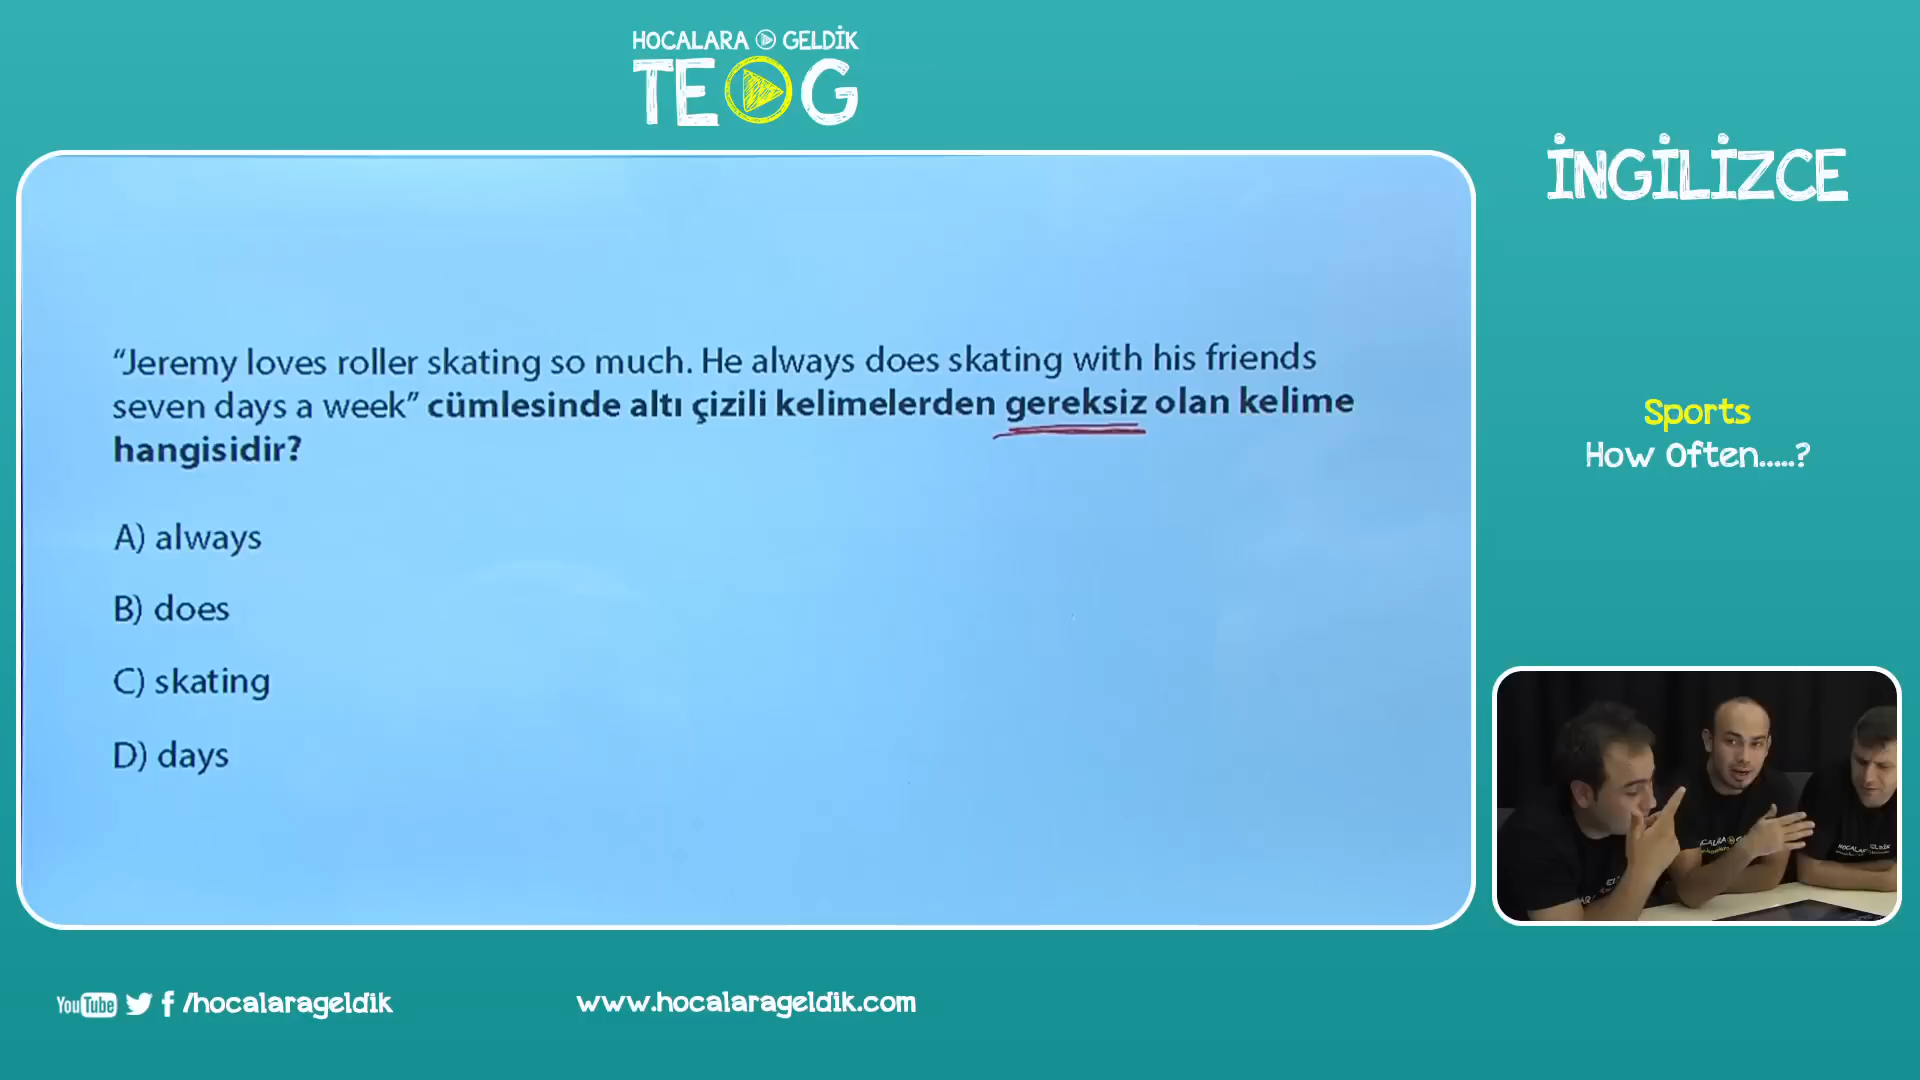 HOCALARA GELDİK
TEOG
İNGİLİZCE
"Jeremy loves roller skating so much. He always does skating with his friends
seven days a week" cümlesinde altı çizili kelimelerden gereksiz olan kelime
hangisidir?
A) always
B) does
C) skating
D) days
Sports
How Often.....?
YouTube f /hocalarageldik
www.hocalarageldik.com